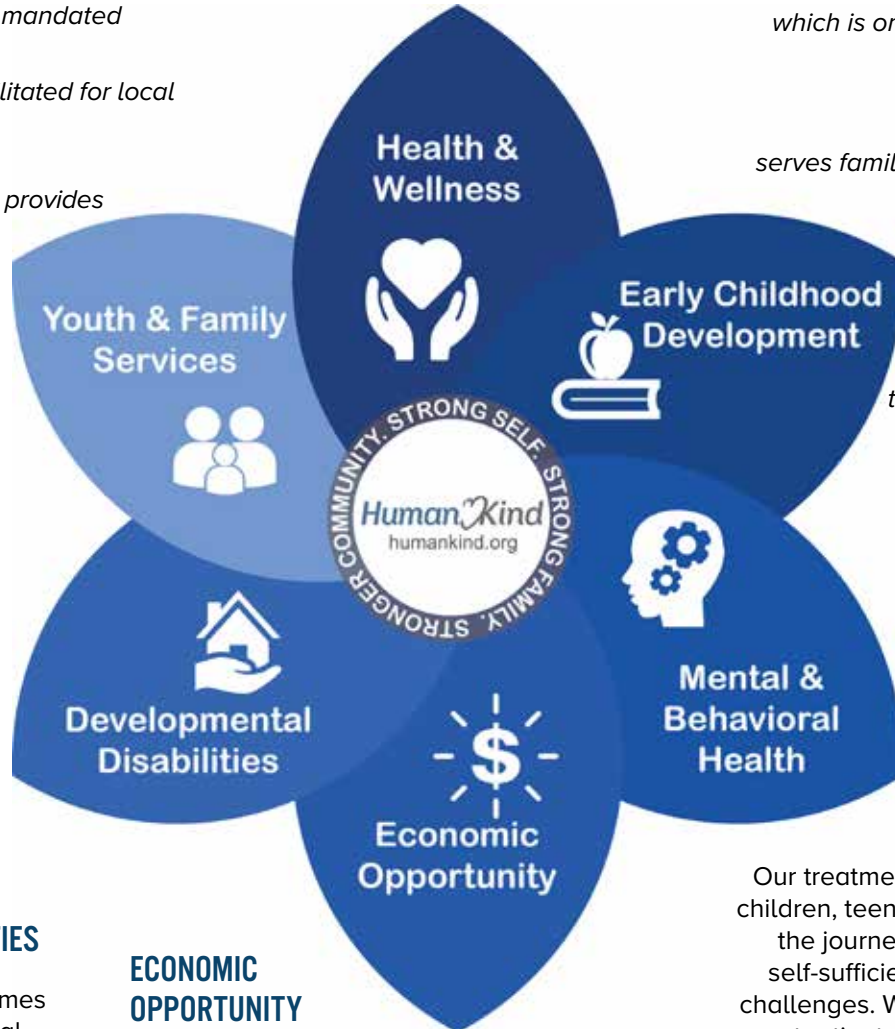 mandated
litated for local
provides
which is or
serves famil
t
Health &
Wellness
Early Childhood
Development
Youth & Family
Services
STRONG SELF. STRONG FAMILY. STRONGER COMMUNITY.
HumanKind
humankind.org
Mental &
Behavioral
Health
Developmental
Disabilities
$
Economic
Opportunity
TIES
mes
al
ECONOMIC
OPPORTUNITY
Our treatme
children, teen
the journe
self-sufficie
challenges. W